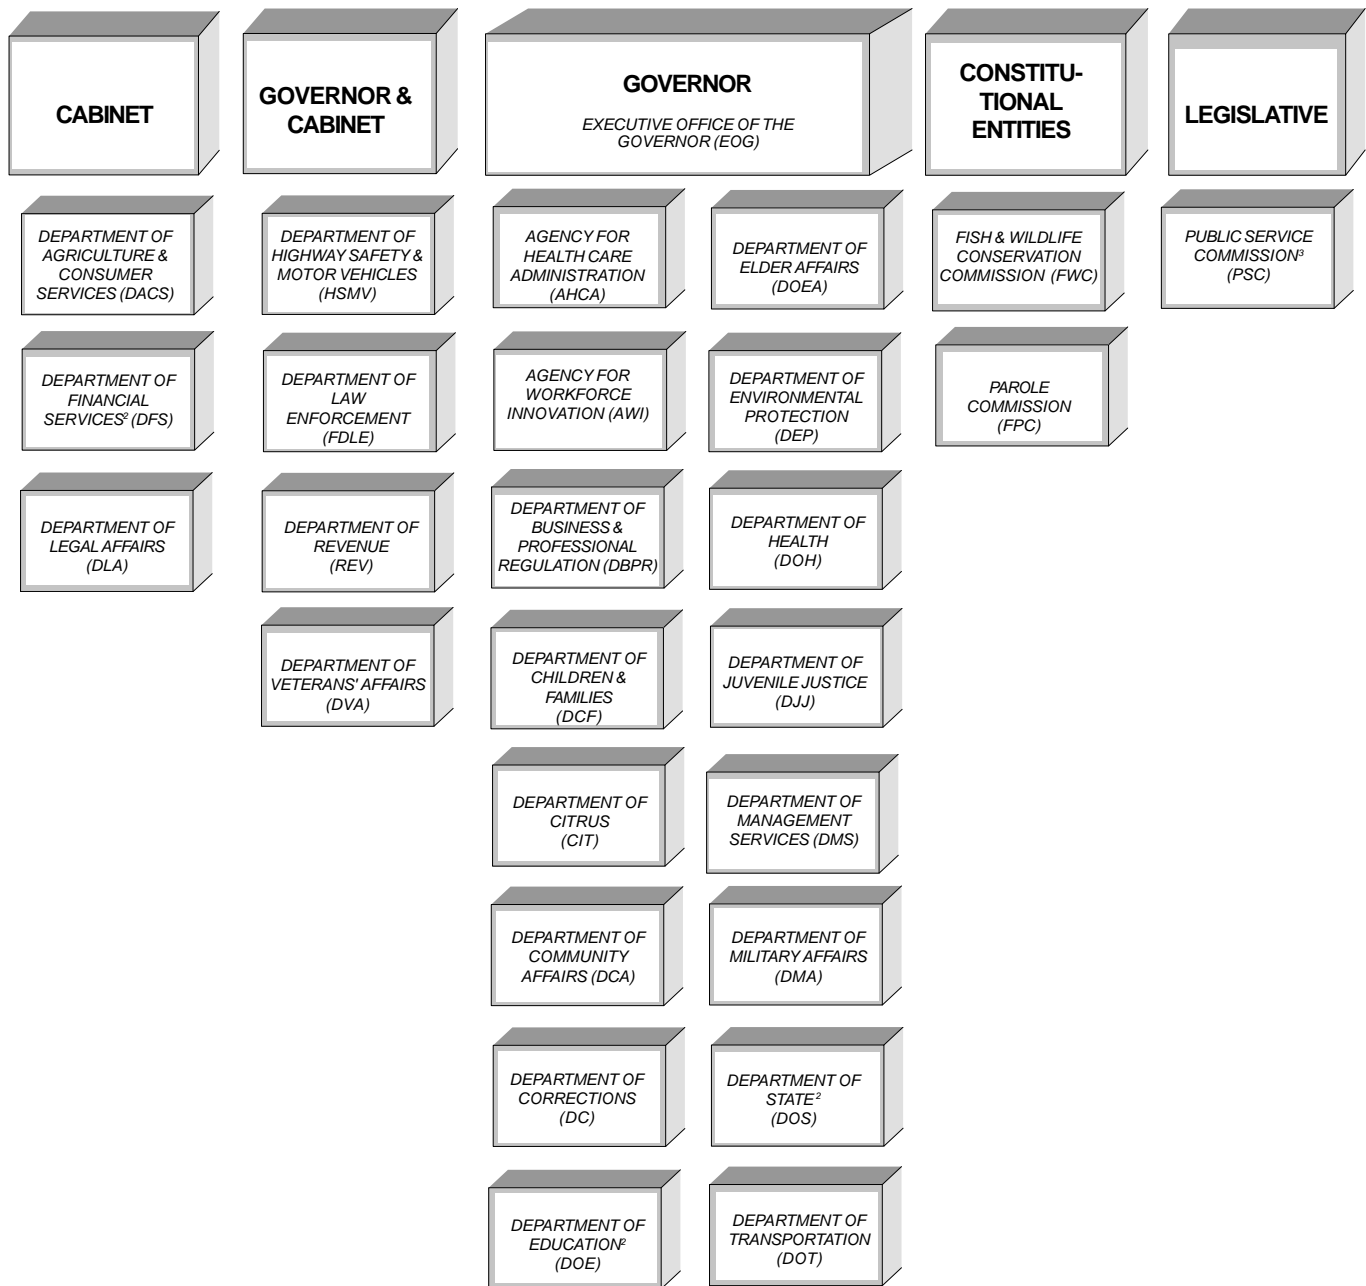 CABINET
GOVERNOR &
CABINET
GOVERNOR
EXECUTIVE OFFICE OF THE
GOVERNOR (EOG)
CONSTITU-
TIONAL
ENTITIES
LEGISLATIVE
DEPARTMENT OF
AGRICULTURE &
CONSUMER
SERVICES (DACS)
DEPARTMENT OF
FINANCIAL
SERVICES² (DFS)
DEPARTMENT OF
LEGAL AFFAIRS
(DLA)
DEPARTMENT OF
HIGHWAY SAFETY &
MOTOR VEHICLES
(HSMV)
DEPARTMENT OF
LAW
ENFORCEMENT
(FDLE)
DEPARTMENT OF
REVENUE
(REV)
DEPARTMENT OF
VETERANS' AFFAIRS
(DVA)
AGENCY FOR
HEALTH CARE
ADMINISTRATION
(AHCA)
AGENCY FOR
WORKFORCE
INNOVATION (AWI)
DEPARTMENT OF
BUSINESS &
PROFESSIONAL
REGULATION (DBPR)
DEPARTMENT OF
CHILDREN &
FAMILIES
(DCF)
DEPARTMENT OF
CITRUS
(CIT)
DEPARTMENT OF
COMMUNITY
AFFAIRS (DCA)
DEPARTMENT OF
CORRECTIONS
(DC)
DEPARTMENT OF
EDUCATION²
(DOE)
DEPARTMENT OF
ELDER AFFAIRS
(DOEA)
DEPARTMENT OF
ENVIRONMENTAL
PROTECTION
(DEP)
DEPARTMENT OF
HEALTH
(DOH)
DEPARTMENT OF
JUVENILE JUSTICE
(DJJ)
DEPARTMENT OF
MANAGEMENT
SERVICES (DMS)
DEPARTMENT OF
MILITARY AFFAIRS
(DMA)
DEPARTMENT OF
STATE²
(DOS)
DEPARTMENT OF
TRANSPORTATION
(DOT)
FISH & WILDLIFE
CONSERVATION
COMMISSION (FWC)
PAROLE
COMMISSION
(FPC)
PUBLIC SERVICE
COMMISSION³
(PSC)